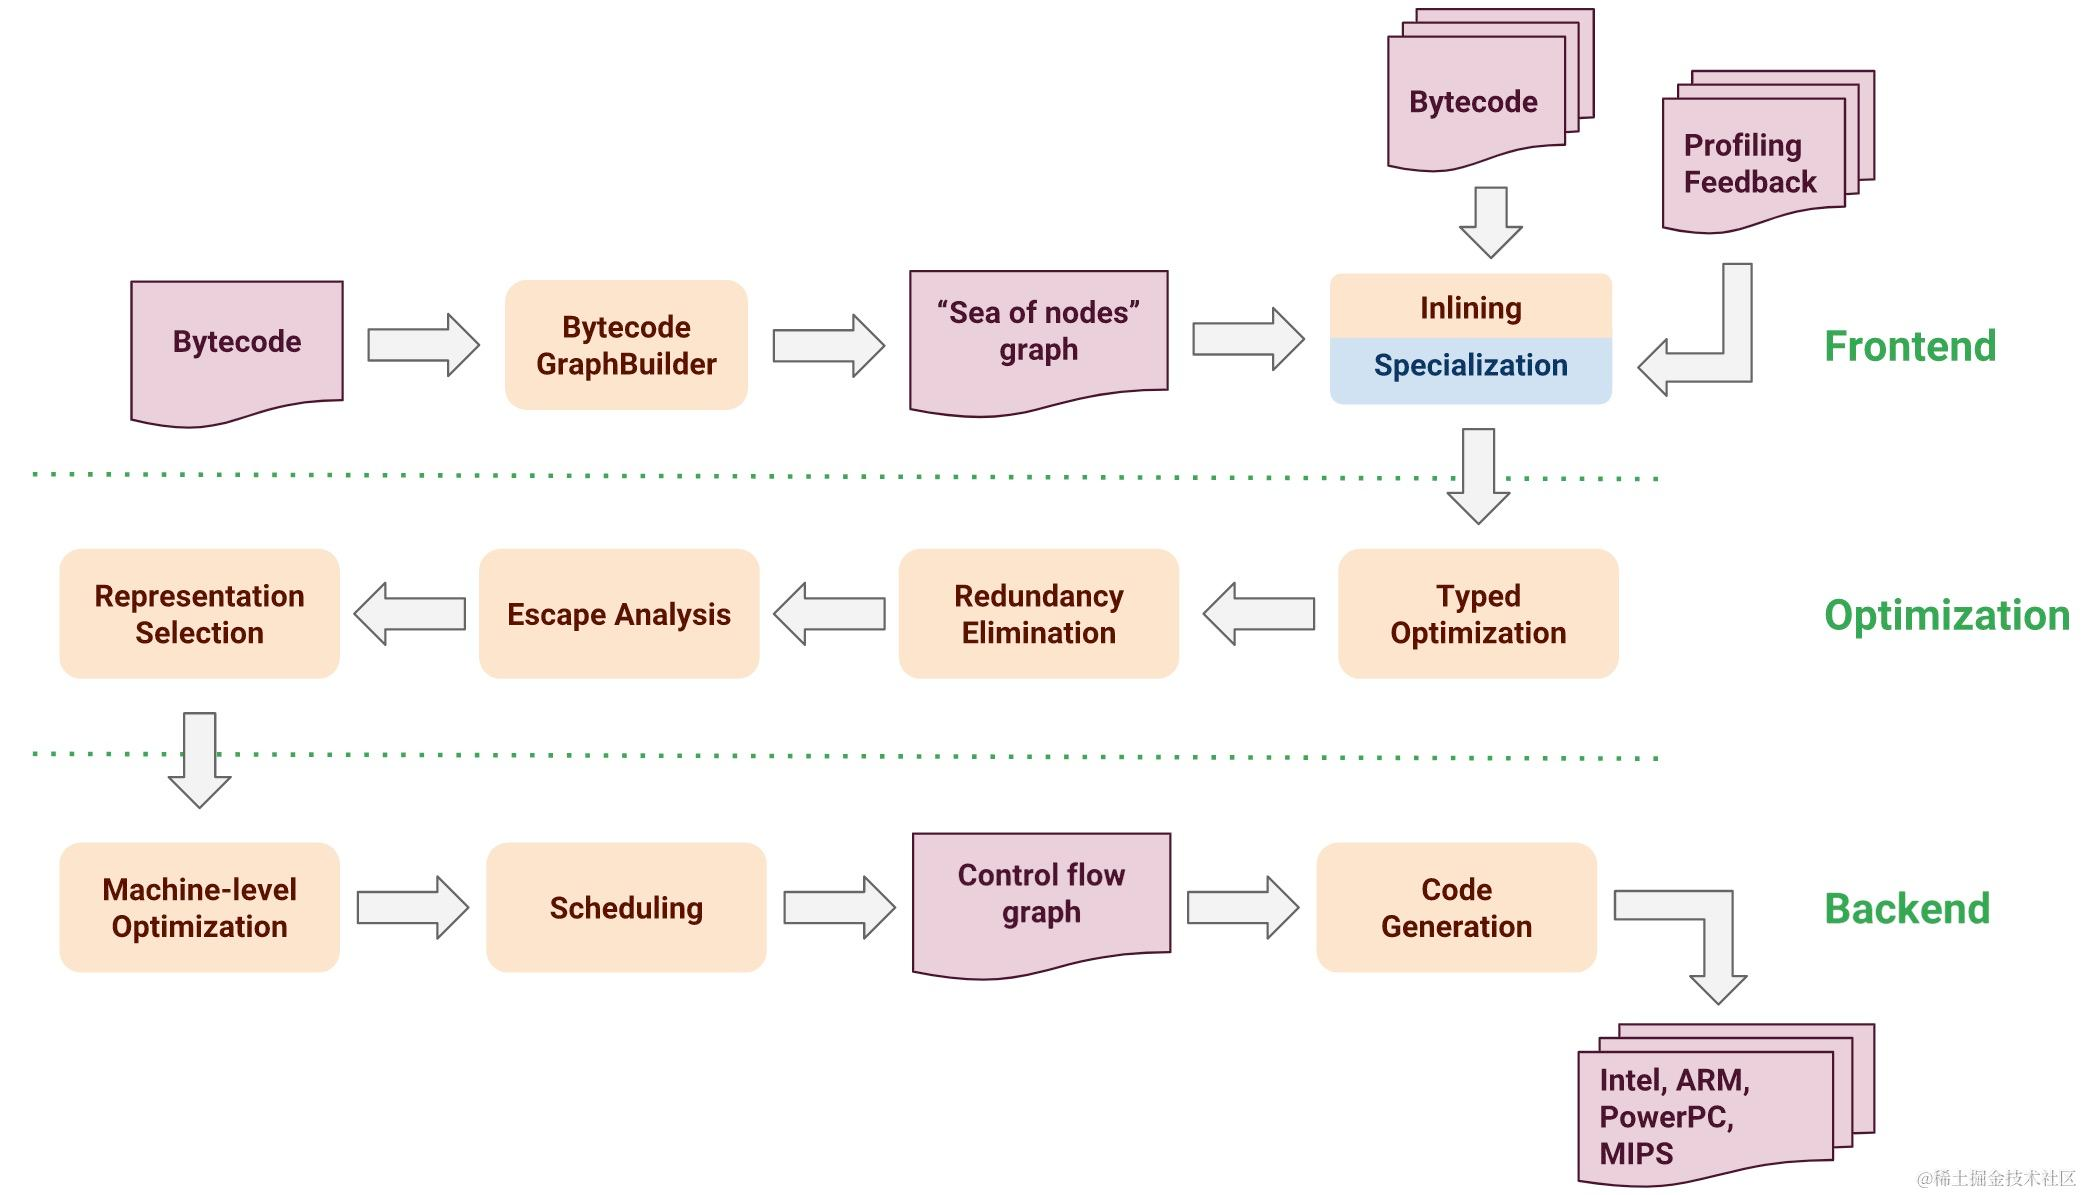 Bytecode
Profiling
Feedback
Bytecode
Bytecode
GraphBuilder
“Sea of nodes”
graph
Inlining
Specialization
Frontend
Representation
Selection
Escape Analysis
Redundancy
Elimination
Typed
Optimization
Optimization
Machine-level
Optimization
Scheduling
Control flow
graph
Code
Generation
Backend
Intel, ARM,
PowerPC,
MIPS
@稀土掘金技术社区